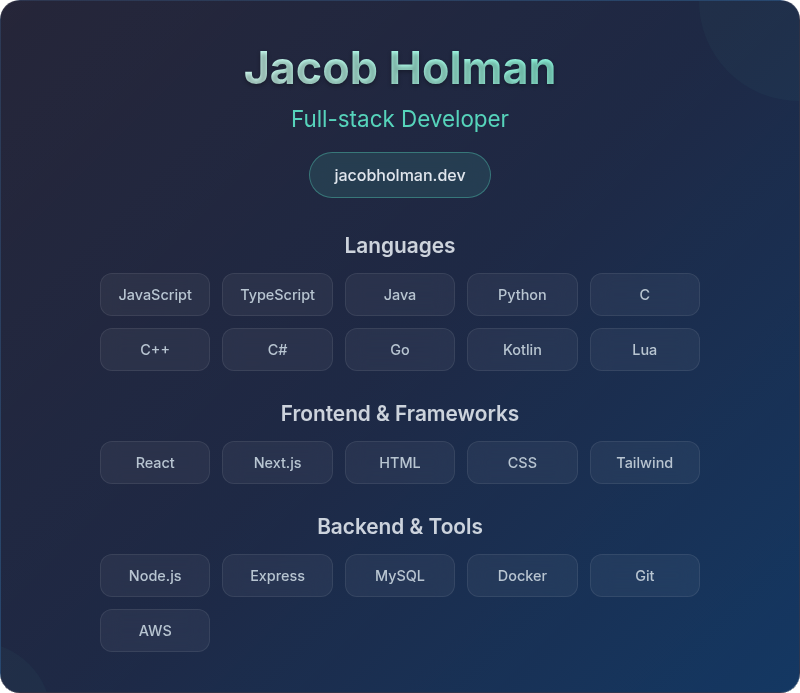 Jacob Holman
Full-stack Developer
jacobholman.dev
Languages
JavaScript TypeScript Java Python C
C++ C# Go Kotlin Lua
Frontend & Frameworks
React Next.js HTML CSS Tailwind
Backend & Tools
Node.js Express MySQL Docker Git
AWS